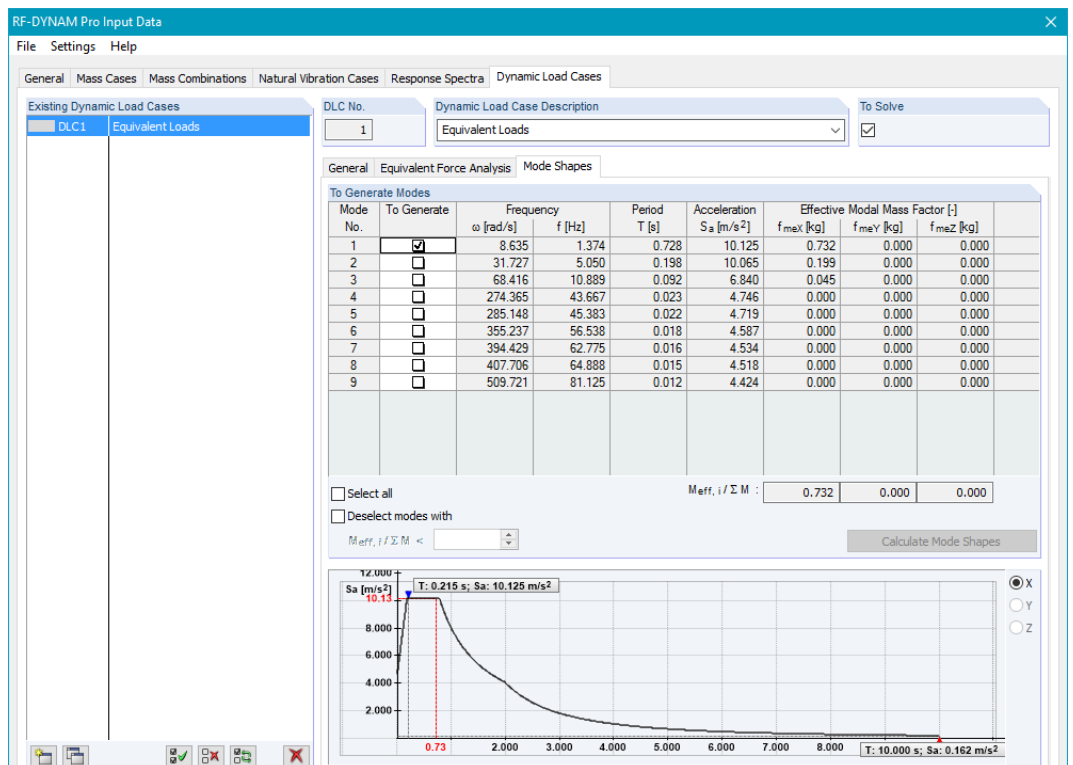 RF-DYNAM Pro Input Data
File Settings Help
General Mass Cases Mass Combinations Natural Vibration Cases Response Spectra Dynamic Load Cases
Existing Dynamic Load Cases DLC No. Dynamic Load Case Description To Solve
DLC1 Equivalent Loads 1 Equivalent Loads
General Equivalent Force Analysis Mode Shapes
To Generate Modes
Mode To Generate Frequency Period Acceleration Effective Modal Mass Factor [-]
No. ω [rad/s] f [Hz] T [s] Sa [m/s²] fmeX [kg] fmeY [kg] fmeZ [kg]
1 8.635 1.374 0.728 10.125 0.732 0.000 0.000
2 31.727 5.050 0.198 10.065 0.199 0.000 0.000
3 68.416 10.889 0.092 6.840 0.045 0.000 0.000
4 274.365 43.667 0.023 4.746 0.000 0.000 0.000
5 285.148 45.383 0.022 4.719 0.000 0.000 0.000
6 355.237 56.538 0.018 4.587 0.000 0.000 0.000
7 394.429 62.775 0.016 4.534 0.000 0.000 0.000
8 407.706 64.888 0.015 4.518 0.000 0.000 0.000
9 509.721 81.125 0.012 4.424 0.000 0.000 0.000
Select all Meff, i / Σ M : 0.732 0.000 0.000
Deselect modes with
Meff, i / Σ M < Calculate Mode Shapes
12.000
Sa [m/s²] T: 0.215 s; Sa: 10.125 m/s² X
10.13 Y
8.000 Z
6.000
4.000
2.000
0.73 2.000 3.000 4.000 5.000 6.000 7.000 8.000 T: 10.000 s; Sa: 0.162 m/s²